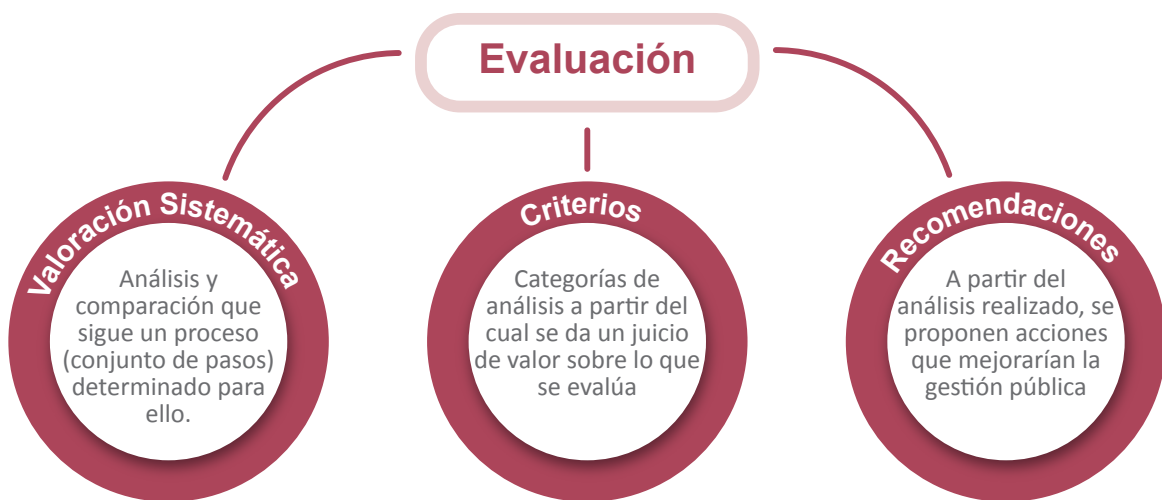 Evaluación
Valoración Sistemática
Análisis y
comparación que
sigue un proceso
(conjunto de pasos)
determinado para
ello.
Criterios
Categorías de
análisis a partir del
cual se da un juicio
de valor sobre lo que
se evalúa
Recomendaciones
A partir del
análisis realizado, se
proponen acciones
que mejorarían la
gestión pública